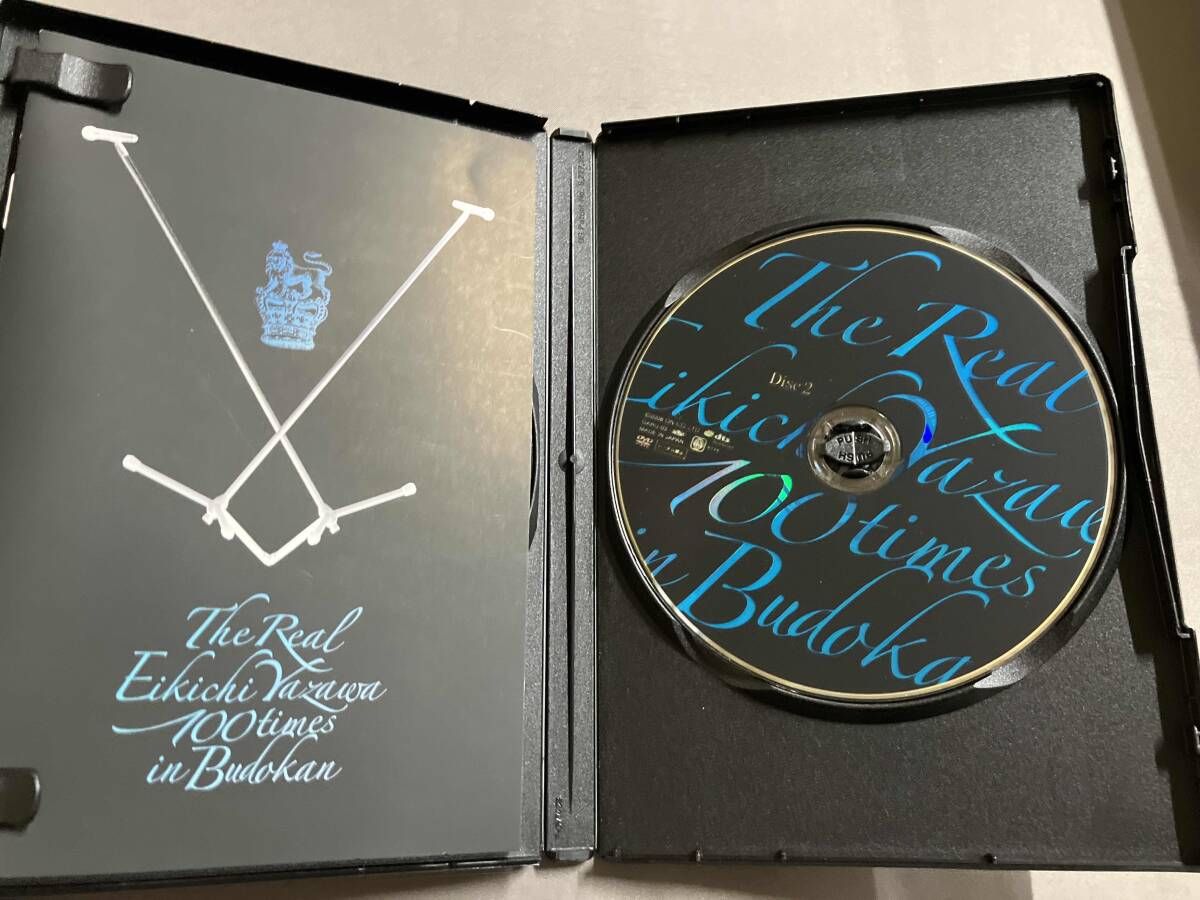 The Real
Eikichi Yazawa
100times
in Budokan
The Real
Eikichi Yazawa
100times
in Budoka
Disc 2
dts
MADE IN JAPAN
PUSH
PUSH